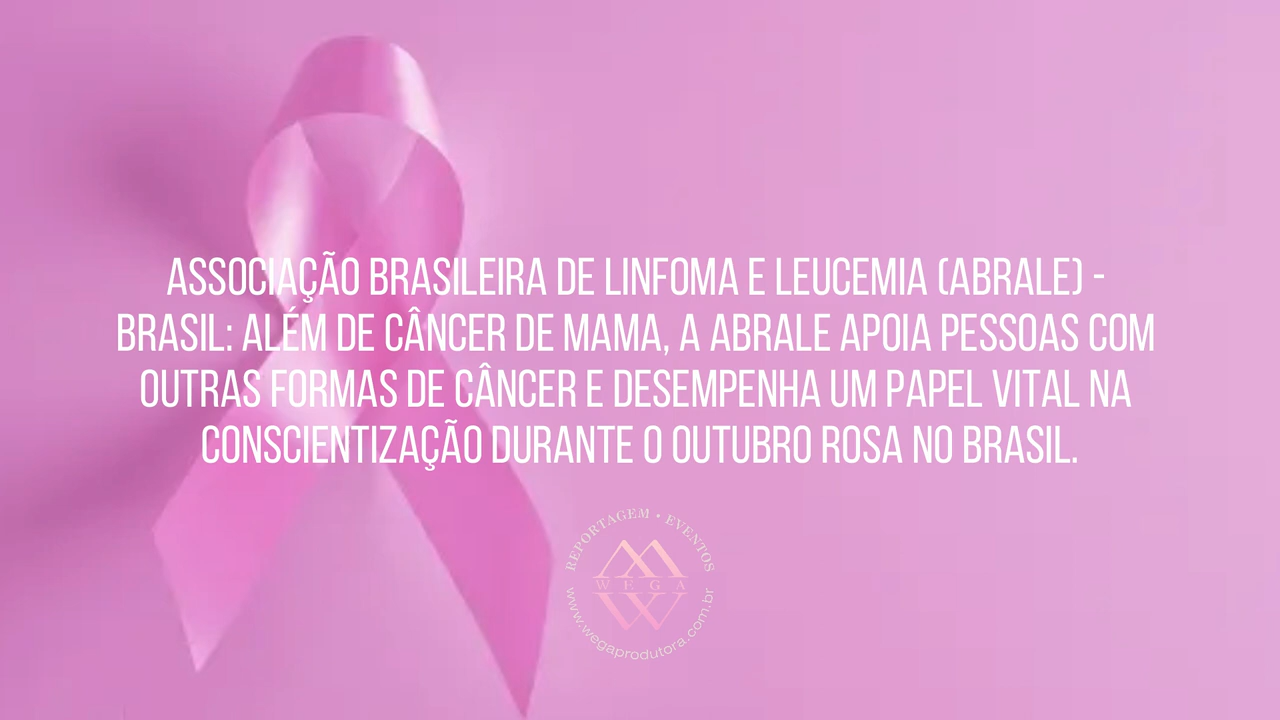 ASSOCIAÇÃO BRASILEIRA DE LINFOMA E LEUCEMIA (ABRALE) -
BRASIL: ALÉM DE CÂNCER DE MAMA, A ABRALE APOIA PESSOAS COM
OUTRAS FORMAS DE CÂNCER E DESEMPENHA UM PAPEL VITAL NA
CONSCIENTIZAÇÃO DURANTE O OUTUBRO ROSA NO BRASIL.
REPORTAGEM • EVENTOS
WEGA
www.wegaprodutora.com.br